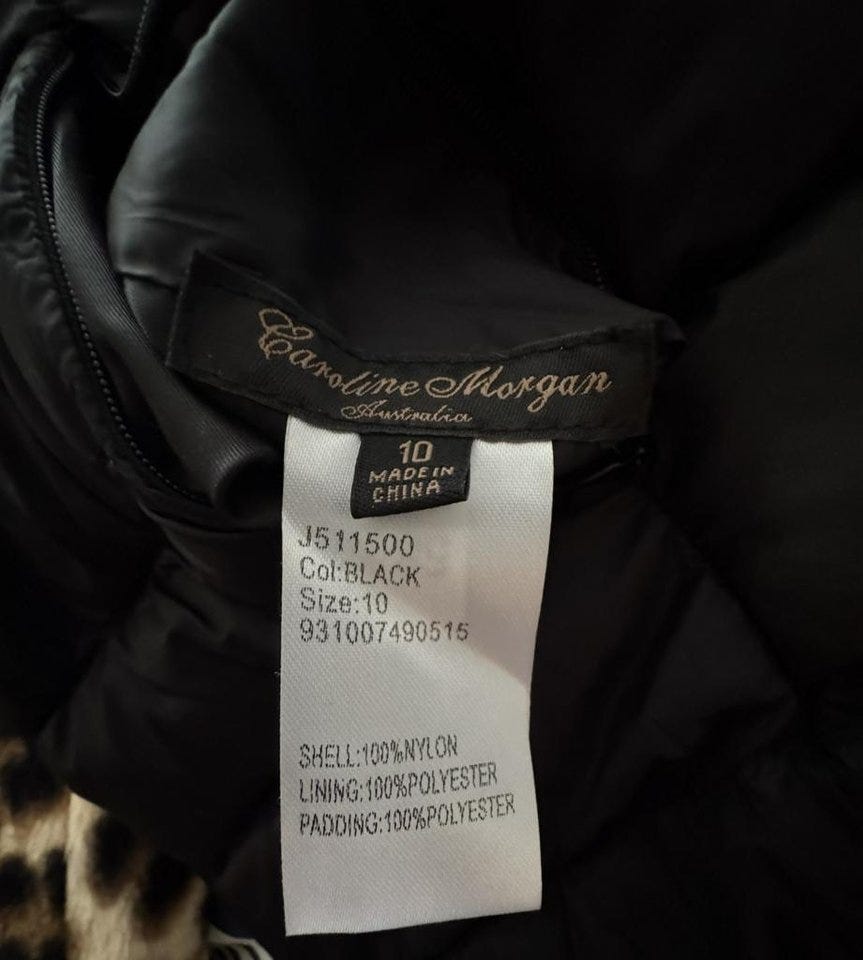 Caroline Morgan
Australia
10
MADE IN
CHINA
J511500
Col:BLACK
Size:10
931007490515
SHELL:100%NYLON
LINING:100%POLYESTER
PADDING:100%POLYESTER